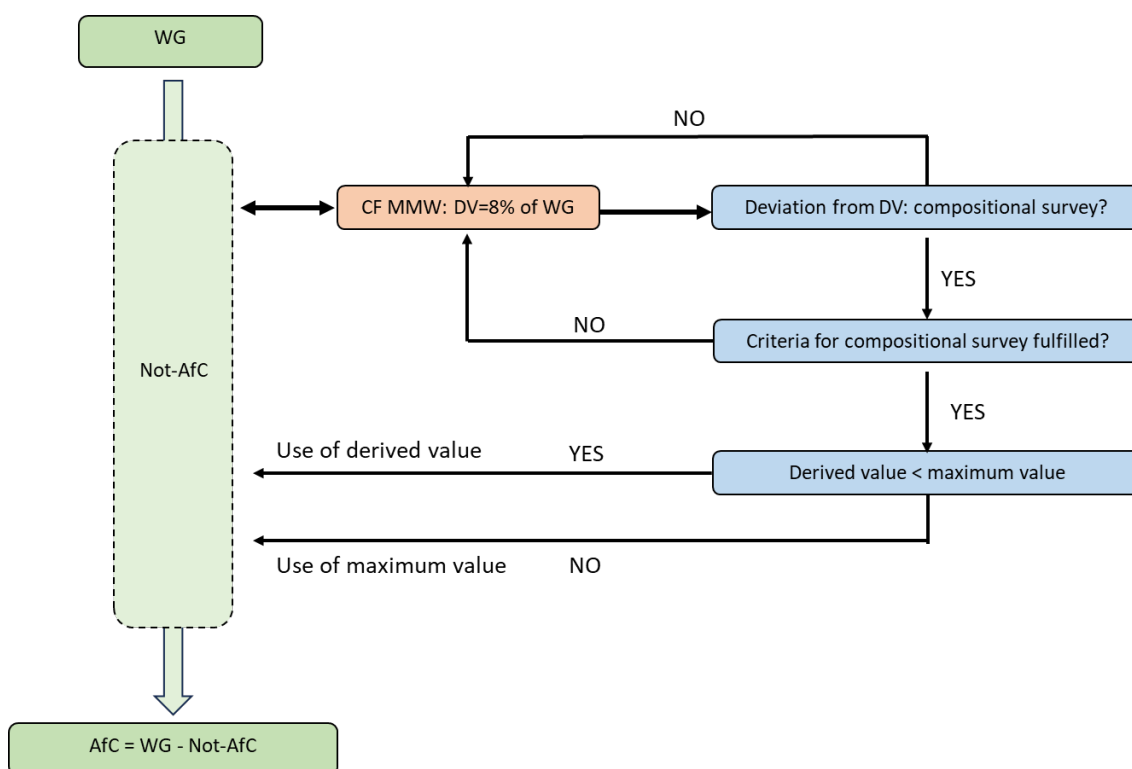 WG
NO
CF MMW: DV=8% of WG
Deviation from DV: compositional survey?
YES
NO
Criteria for compositional survey fulfilled?
Not-AfC
YES
Use of derived value YES
Derived value < maximum value
Use of maximum value NO
AfC = WG - Not-AfC